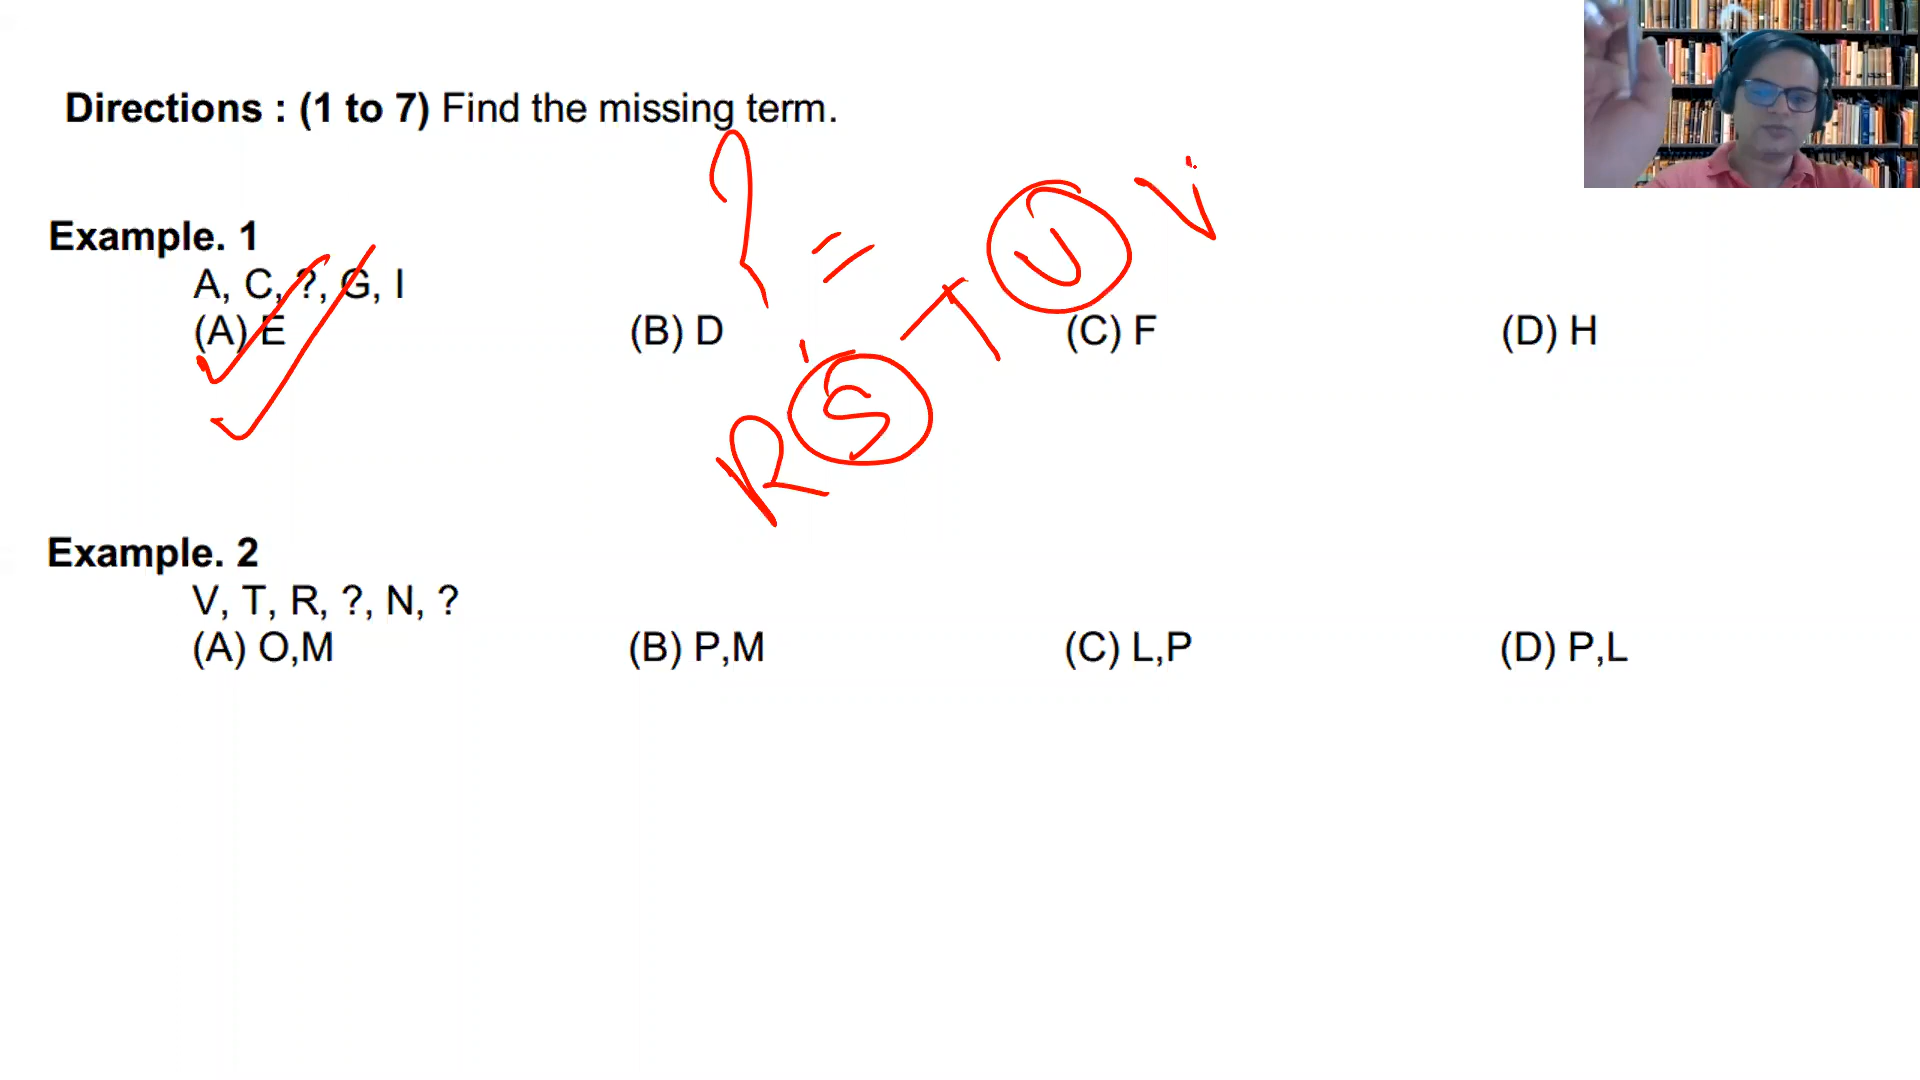 Directions : (1 to 7) Find the missing term.
Example. 1
A, C, ?, G, I
(A) E (B) D (C) F (D) H
? =
R S T U V
Example. 2
V, T, R, ?, N, ?
(A) O,M (B) P,M (C) L,P (D) P,L